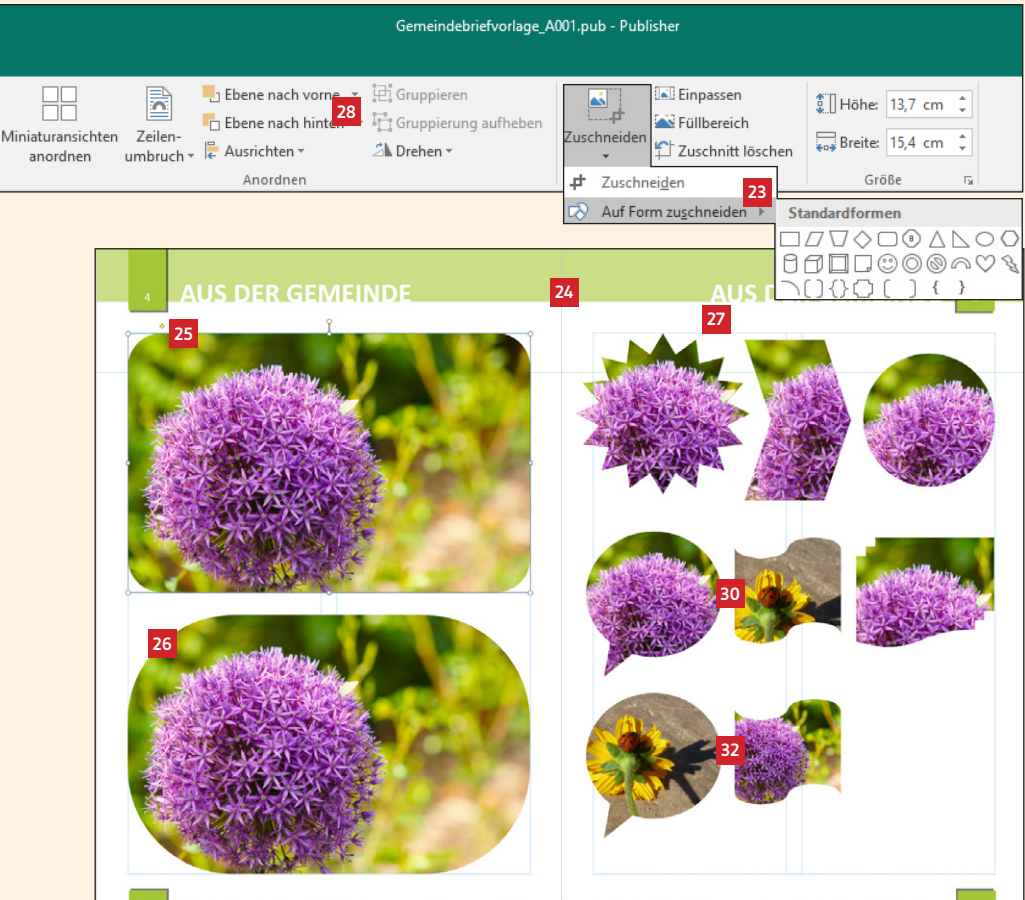 Gemeindebriefvorlage_A001.pub - Publisher
Miniaturansichten
anordnen
Zeilen-
umbruch
Ebene nach vorne
Ebene nach hinten
Ausrichten
Gruppieren
Gruppierung aufheben
Drehen
28
Anordnen
Zuschneiden
Einpassen
Füllbereich
Zuschnitt löschen
Höhe: 13,7 cm
Breite: 15,4 cm
Größe
Zuschneiden
23
Auf Form zuschneiden
Standardformen
4
AUS DER GEMEINDE
24
AUS
27
25
26
30
32